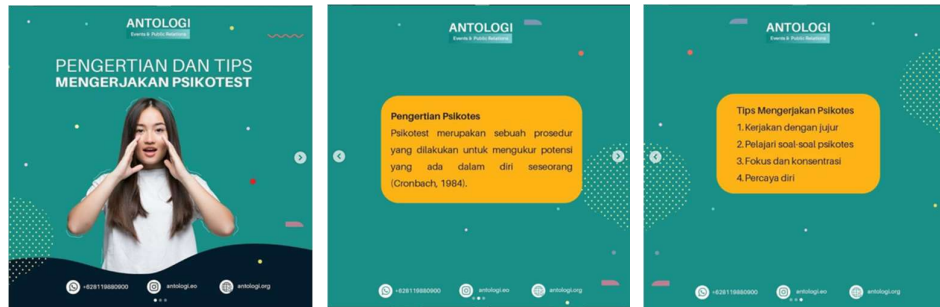 ANTOLOGI
Events & Public Relations
PENGERTIAN DAN TIPS
MENGERJAKAN PSIKOTEST
+628119880900
antologi.eo
antologi.org
ANTOLOGI
Events & Public Relations
Pengertian Psikotes
Psikotest merupakan sebuah prosedur
yang dilakukan untuk mengukur potensi
yang ada dalam diri seseorang
(Cronbach, 1984).
+628119880900
antologi.eo
antologi.org
ANTOLOGI
Events & Public Relations
Tips Mengerjakan Psikotes
1. Kerjakan dengan jujur
2. Pelajari soal-soal psikotes
3. Fokus dan konsentrasi
4. Percaya diri
+628119880900
antologi.eo
antologi.org